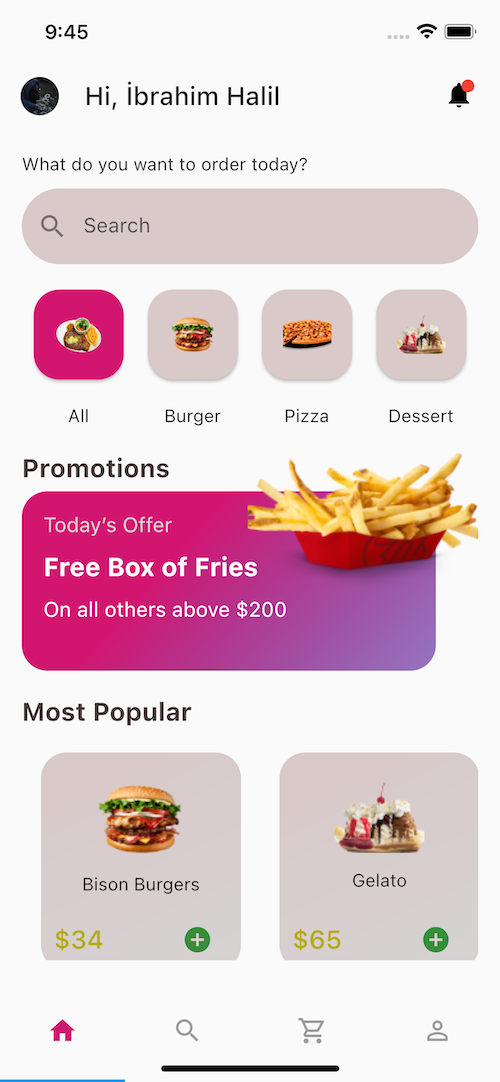 9:45
Hi, İbrahim Halil
What do you want to order today?
Search
All Burger Pizza Dessert
Promotions
Today’s Offer
Free Box of Fries
On all others above $200
Most Popular
Bison Burgers
Gelato
$34 $65